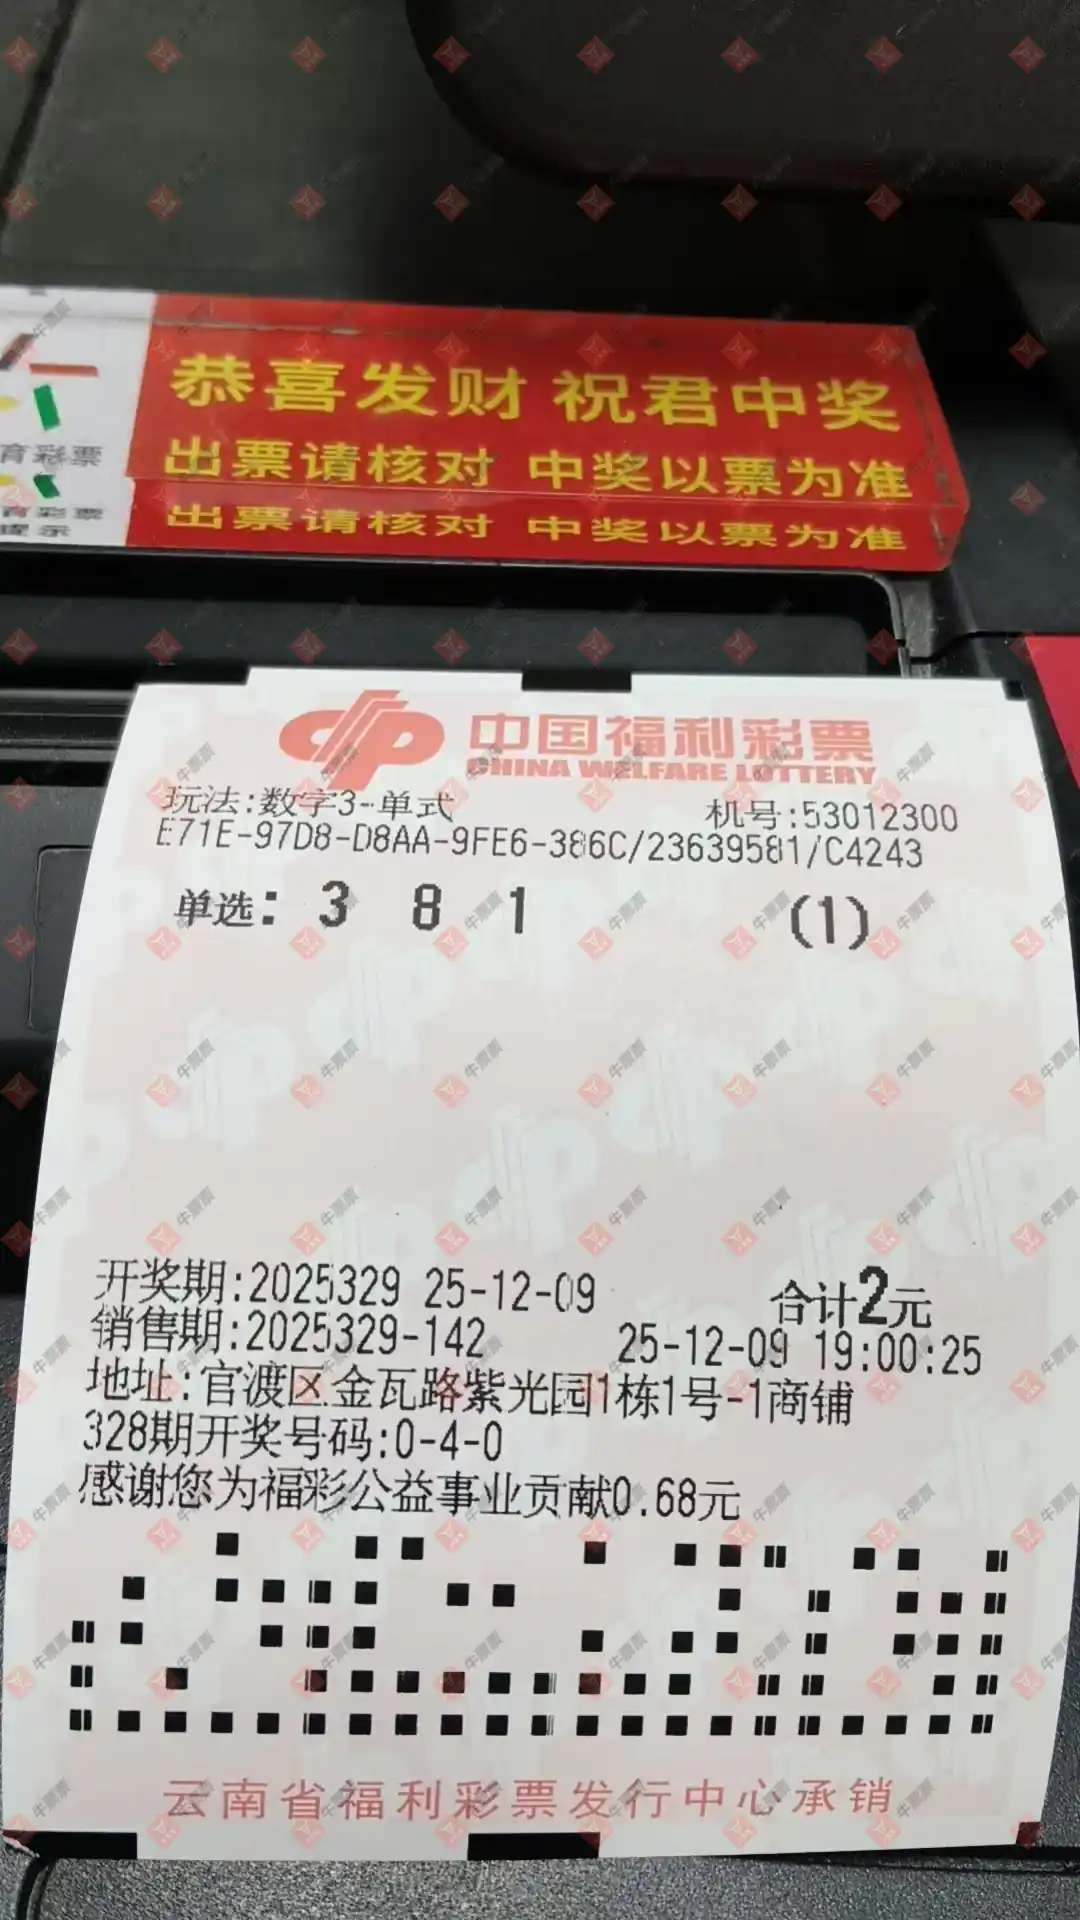 恭喜发财 祝君中奖
出票请核对 中奖以票为准
育彩票
出票请核对 中奖以票为准
中国福利彩票
CHINA WELFARE LOTTERY
玩法:数字3-单式 机号:53012300
E71E-97D8-D8AA-9FE6-386C/23639581/C4243
单选: 3 8 1 (1)
开奖期:2025329 25-12-09 合计2元
销售期:2025329-142 25-12-09 19:00:25
地址:官渡区金瓦路紫光园1栋1号-1商铺
328期开奖号码:0-4-0
感谢您为福彩公益事业贡献0.68元
云南省福利彩票发行中心承销
牛票票